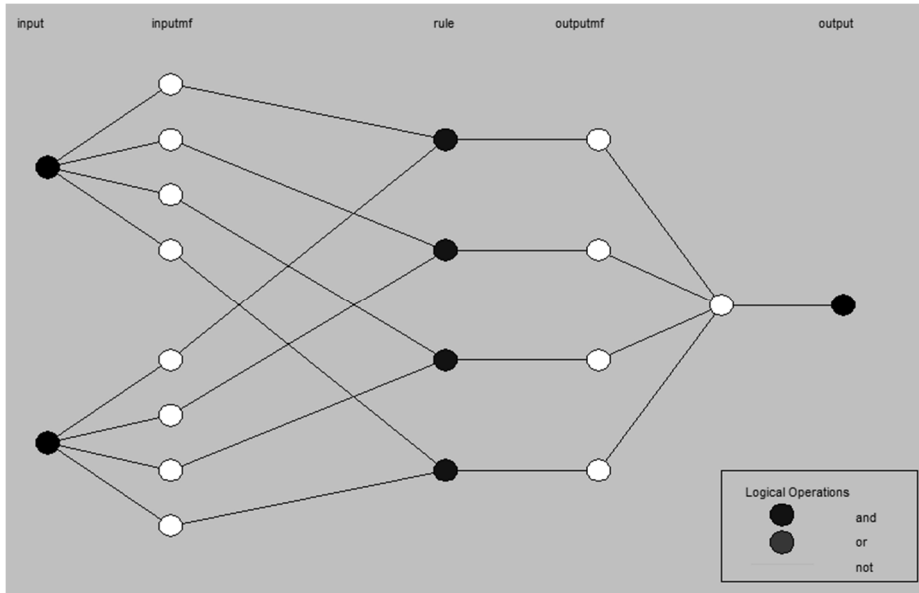 input inputmf rule outputmf output
Logical Operations
and
or
not